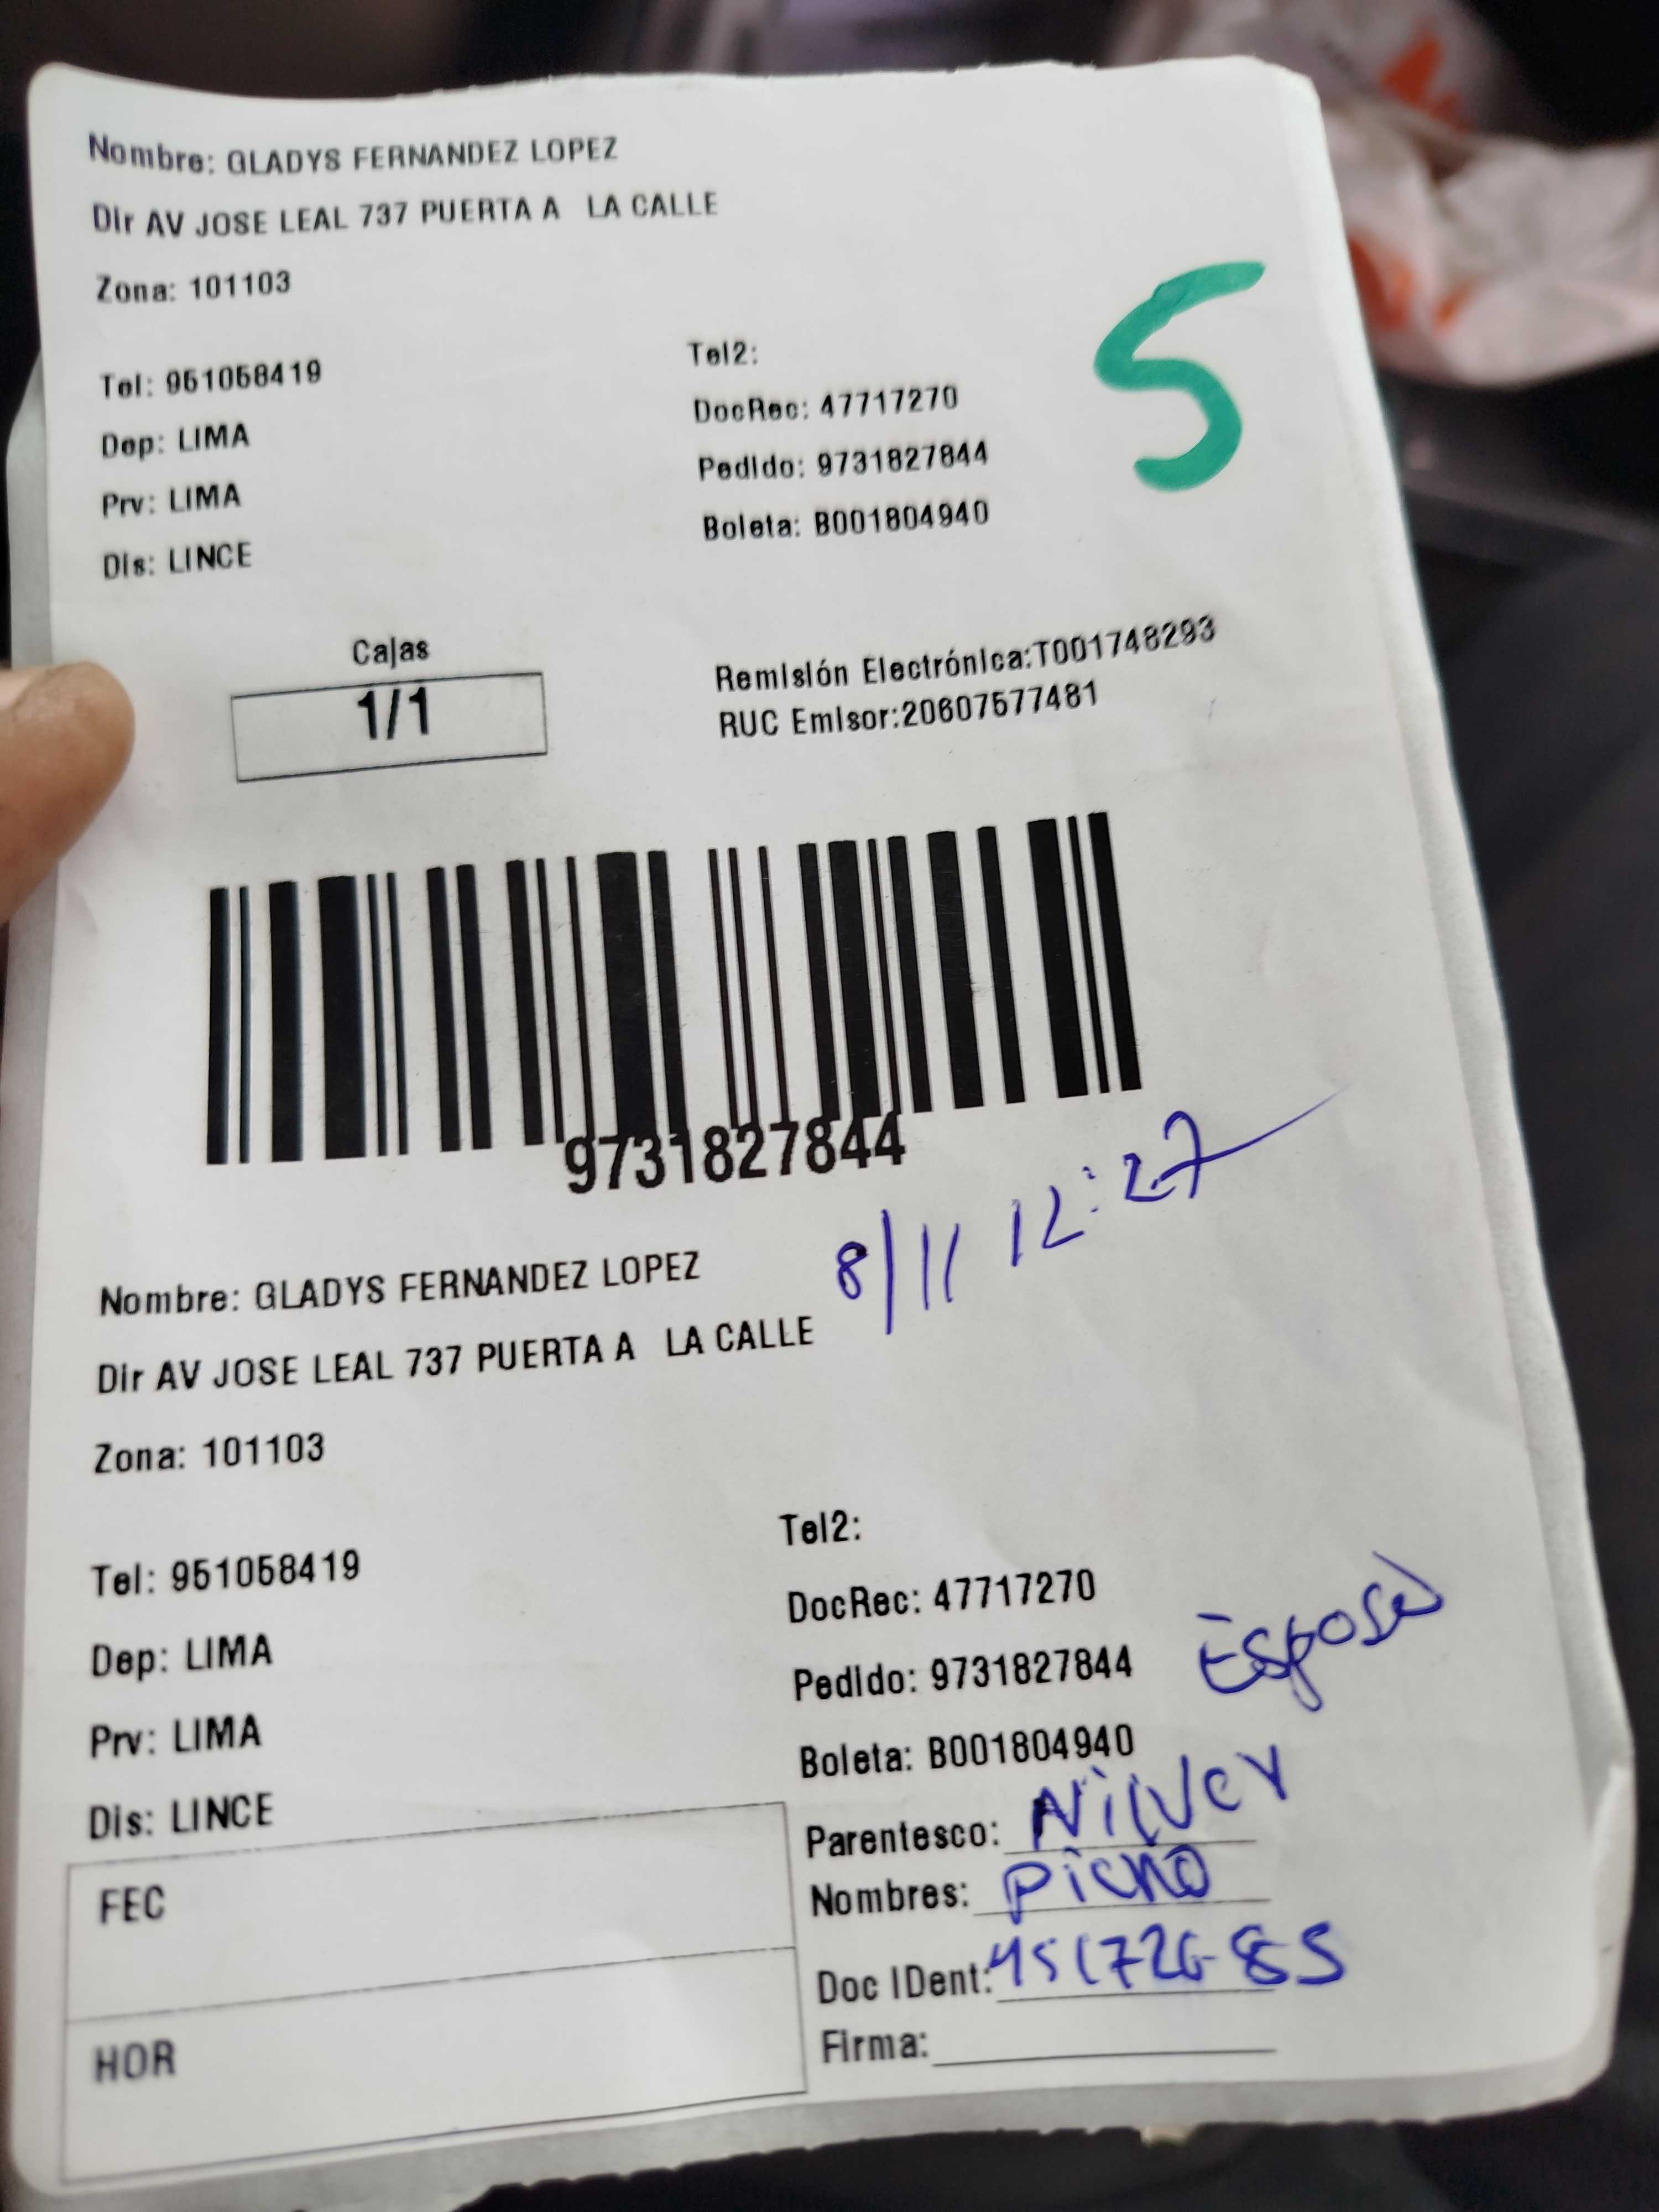 Nombre: GLADYS FERNANDEZ LOPEZ
Dir AV JOSE LEAL 737 PUERTA A LA CALLE
Zona: 101103
Tel: 951058419
Tel2:
DocRec: 47717270
Dep: LIMA
Pedido: 9731827844
Prv: LIMA
Boleta: B001804940
Dis: LINCE
S
Cajas
1/1
Remisión Electrónica:T001748293
RUC Emisor:20607577481
9731827844
8/11 12:27
Nombre: GLADYS FERNANDEZ LOPEZ
Dir AV JOSE LEAL 737 PUERTA A LA CALLE
Zona: 101103
Tel: 951058419
Tel2:
DocRec: 47717270
Dep: LIMA
Pedido: 9731827844
Esposo
Prv: LIMA
Boleta: B001804940
Dis: LINCE
Parentesco: Nilver
FEC
Nombres: Picho
Doc IDent: 45172685
HOR
Firma: